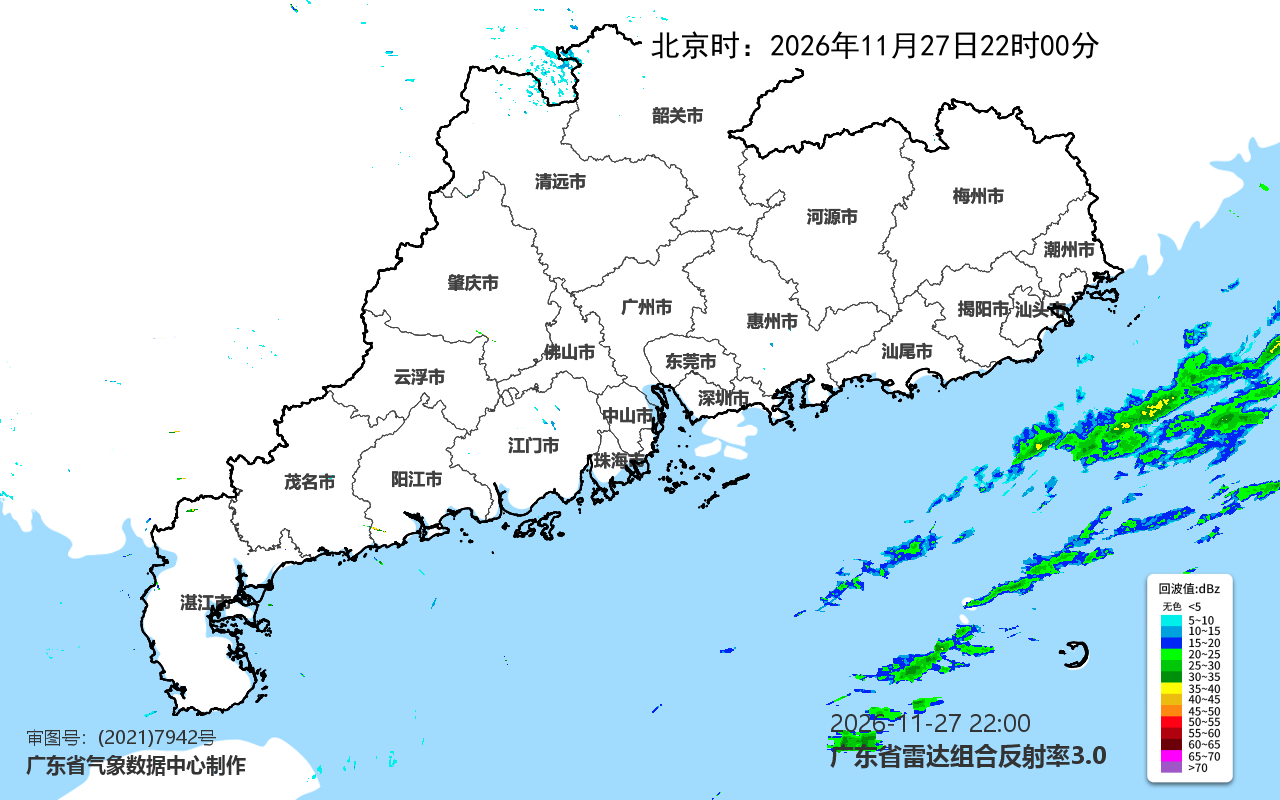 北京时：2026年11月27日22时00分
韶关市
清远市
梅州市
河源市
潮州市
肇庆市
广州市
揭阳市
汕头市
惠州市
佛山市
汕尾市
东莞市
云浮市
深圳市
中山市
江门市
珠海市
阳江市
茂名市
湛江市
回波值:dBz
无色 <5
5~10
10~15
15~20
20~25
25~30
30~35
35~40
40~45
45~50
50~55
55~60
60~65
65~70
>70
2026-11-27 22:00
广东省雷达组合反射率3.0
审图号：(2021)7942号
广东省气象数据中心制作